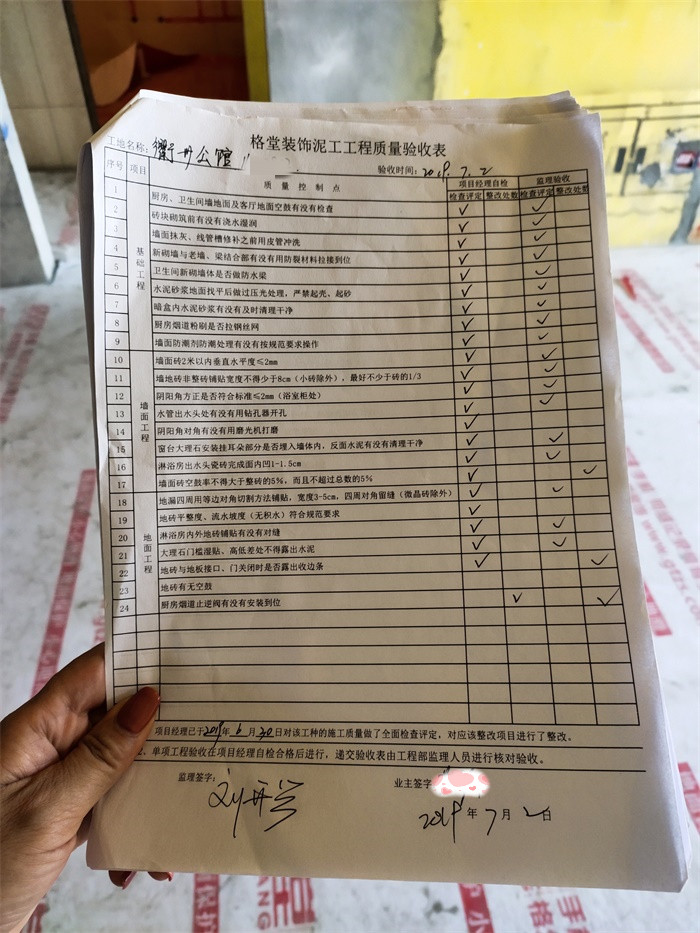 格堂装饰泥工工程质量验收表
工地名称：衢州公馆 验收时间：2019.7.2
序号 项目 质量控制点 项目经理自检 监理验收
检查评定 整改处数 检查评定 整改处数
1 厨房、卫生间墙地面及客厅地面空鼓有没有检查
2 砖块砌筑前有没有浇水湿润
3 墙面抹灰、线管槽修补之前用皮管冲洗
4 新砌墙与老墙、梁结合部有没有用防裂材料拉接到位
5 卫生间新砌墙体是否做防水梁
6 水泥砂浆地面找平后做过压光处理，严禁起壳、起砂
7 暗盒内水泥砂浆有没有及时清理干净
8 厨房烟道粉刷是否拉钢丝网
9 墙面防潮剂防潮处理有没有按规范要求操作
基础工程
10 墙面砖2米以内垂直水平度≤2mm
11 墙地砖非整砖铺贴宽度不得少于8cm（小砖除外），最好不少于砖的1/3
12 阴阳角方正是否符合标准≤2mm（浴室柜处）
13 水管出水头处有没有用钻孔器开孔
14 阴阳角对角有没有用磨光机打磨
15 窗台大理石安装挂耳朵部分是否埋入墙体内，反面水泥有没有清理干净
16 淋浴房出水头瓷砖完成面内凹1-1.5cm
17 墙面砖空鼓率不得大于整砖的5%，而且不超过总数的5%
墙面工程
18 地漏四周用等边对角切割方法铺贴，宽度3-5cm，四周对角留缝（微晶砖除外）
19 地砖平整度、流水坡度（无积水）符合规范要求
20 淋浴房内外地砖铺贴有没有对缝
21 大理石门槛湿贴、高低差处不得露出水泥
22 地砖与地板接口、门关闭时是否露出收边条
23 地砖有无空鼓
24 厨房烟道止逆阀有没有安装到位
地面工程
项目经理已于2019年6月30日对该工种的施工质量做了全面检查评定，对应该整改项目进行了整改。
2、单项工程验收在项目经理自检合格后进行，递交验收表由工程部监理人员进行核对验收。
监理签字： 业主签字
2019年7月2日